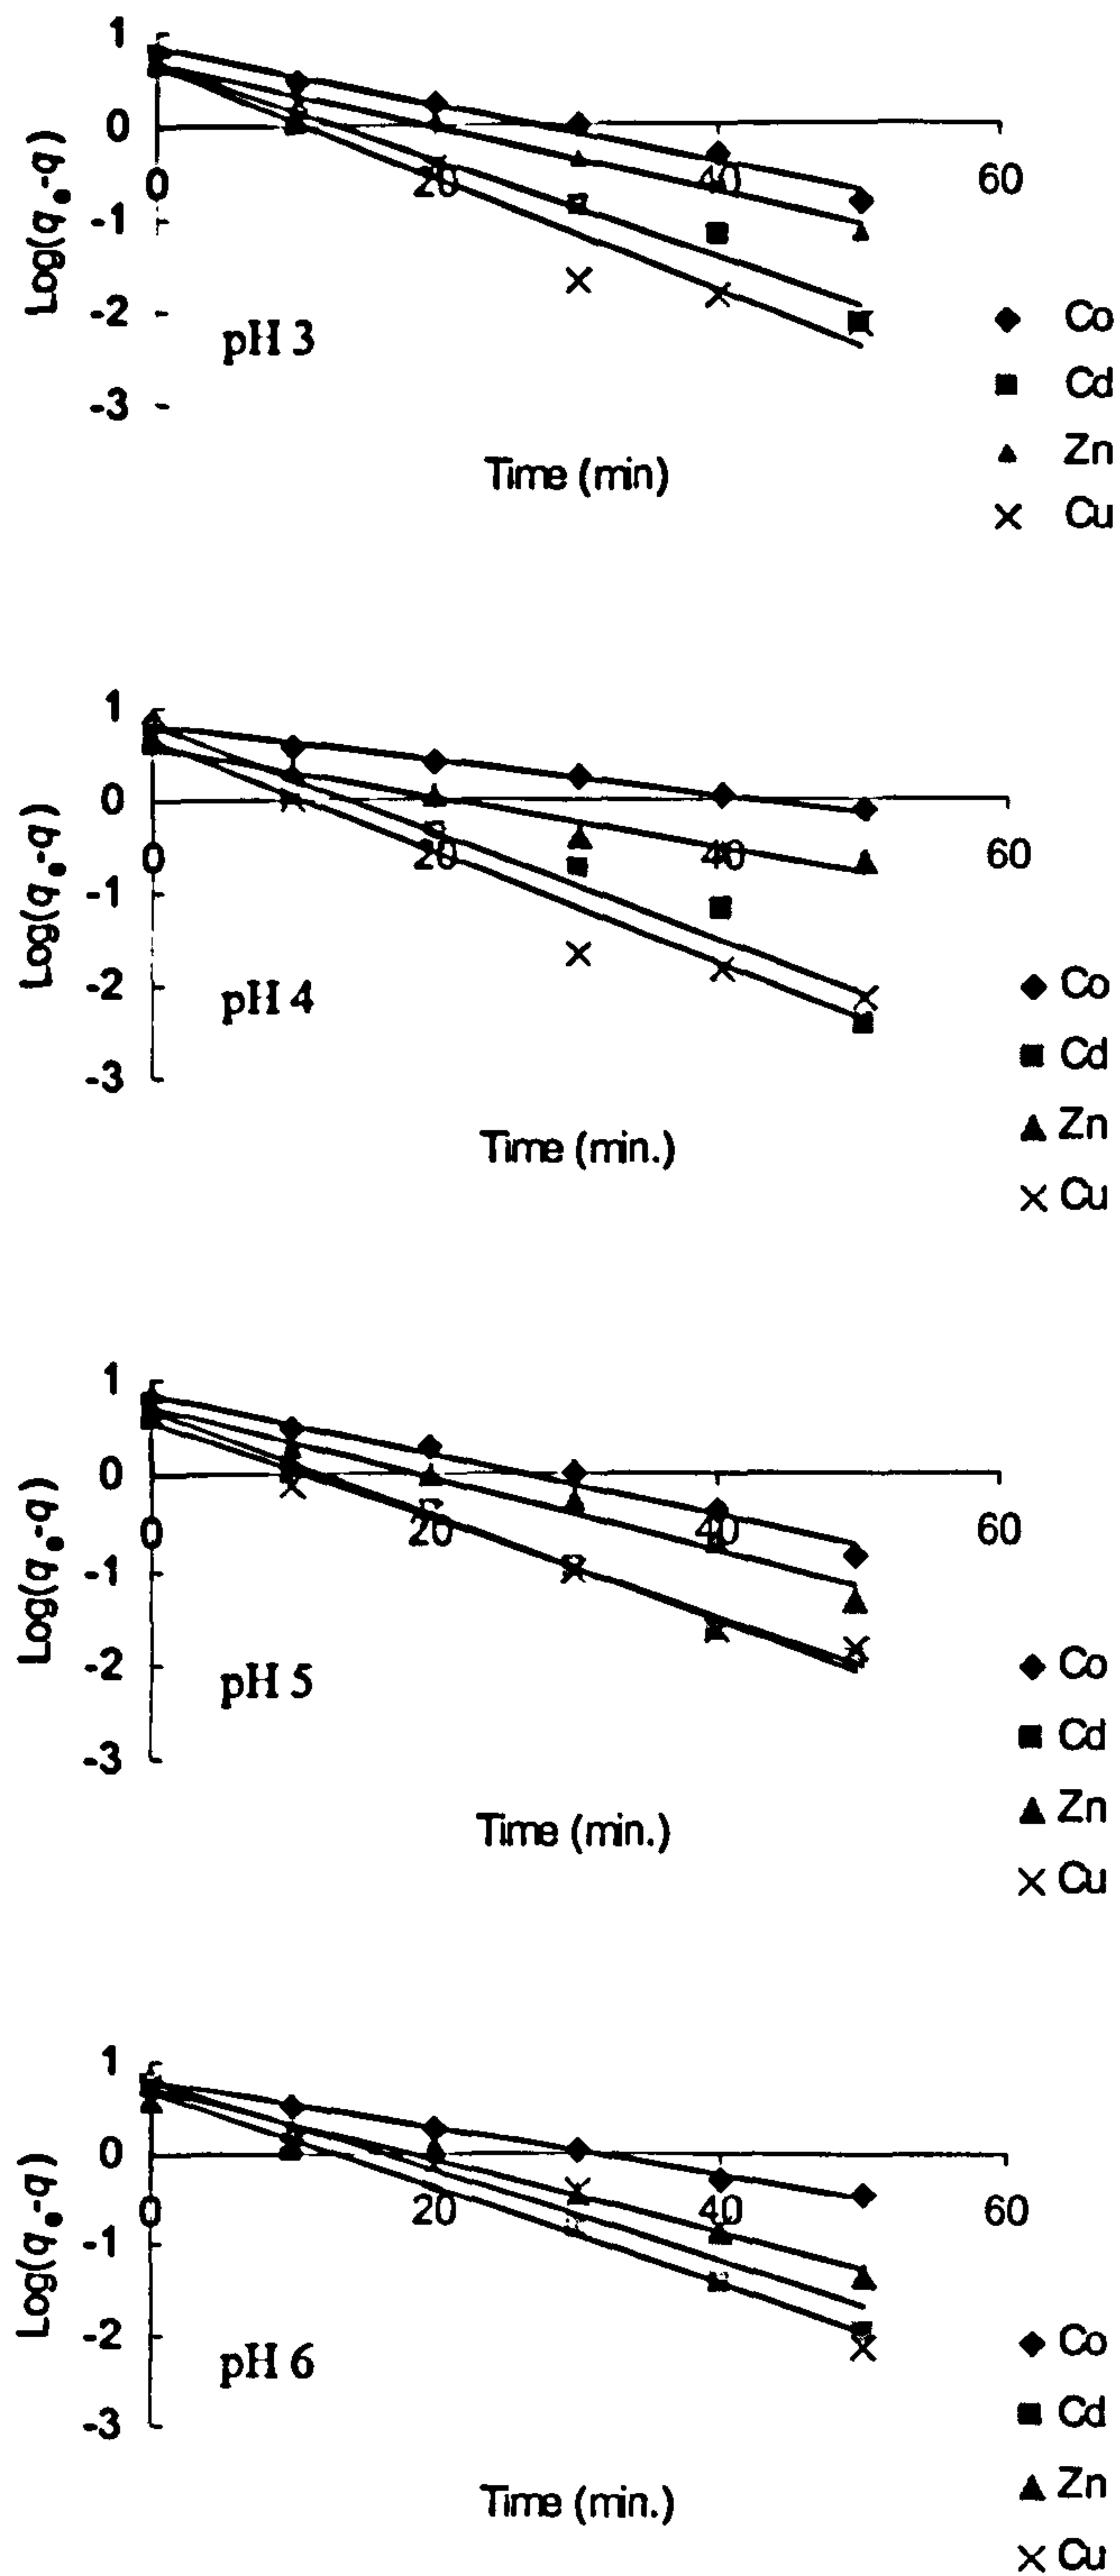 1
0
-1
-2
-3
0
20
40
60
Log(qe-q)
pH 3
Time (min)
Co
Cd
Zn
Cu
1
0
-1
-2
-3
0
20
40
60
Log(qe-q)
pH 4
Time (min.)
Co
Cd
Zn
Cu
1
0
-1
-2
-3
0
20
40
60
Log(qe-q)
pH 5
Time (min.)
Co
Cd
Zn
Cu
1
0
-1
-2
-3
0
20
40
60
Log(qe-q)
pH 6
Time (min.)
Co
Cd
Zn
Cu